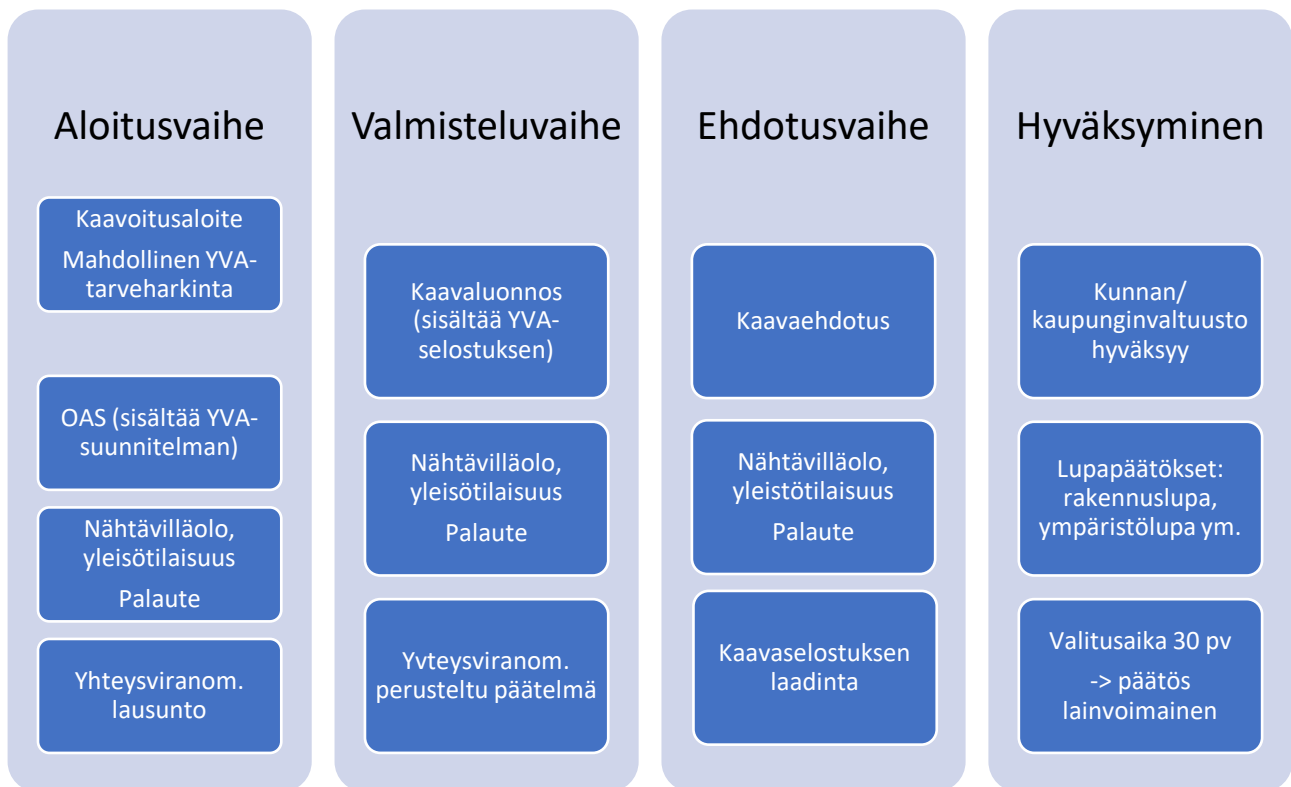 Aloitusvaihe
Kaavoitusaloite
Mahdollinen YVA-
tarveharkinta
OAS (sisältää YVA-
suunnitelman)
Nähtävilläolo,
yleisötilaisuus
Palaute
Yhteysviranom.
lausunto
Valmisteluvaihe
Kaavaluonnos
(sisältää YVA-
selostuksen)
Nähtävilläolo,
yleisötilaisuus
Palaute
Yvteysviranom.
perusteltu päätelmä
Ehdotusvaihe
Kaavaehdotus
Nähtävilläolo,
yleistötilaisuus
Palaute
Kaavaselostuksen
laadinta
Hyväksyminen
Kunnan/
kaupunginvaltuusto
hyväksyy
Lupapäätökset:
rakennuslupa,
ympäristölupa ym.
Valitusaika 30 pv
-> päätös
lainvoimainen